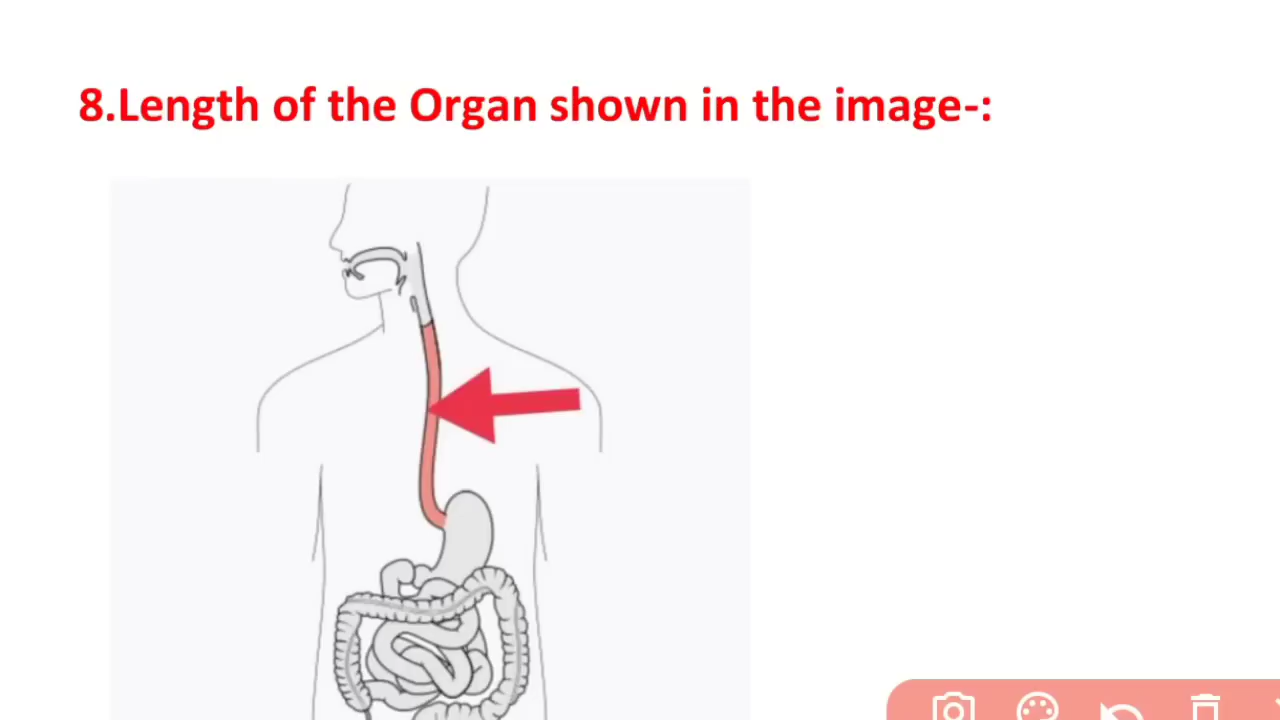 8.Length of the Organ shown in the image-: